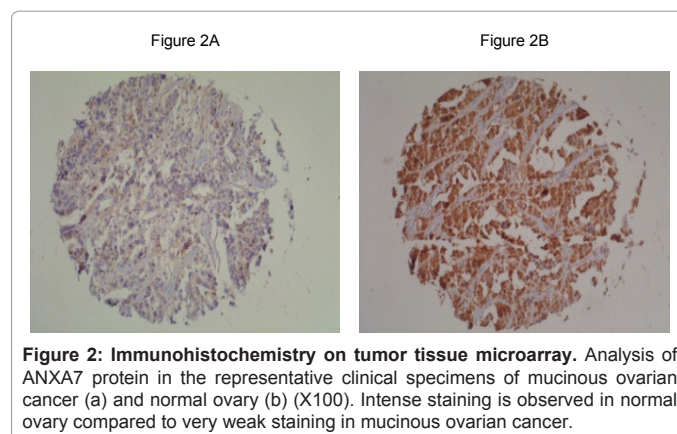 Figure 2A
Figure 2B
Figure 2: Immunohistochemistry on tumor tissue microarray. Analysis of
ANXA7 protein in the representative clinical specimens of mucinous ovarian
cancer (a) and normal ovary (b) (X100). Intense staining is observed in normal
ovary compared to very weak staining in mucinous ovarian cancer.